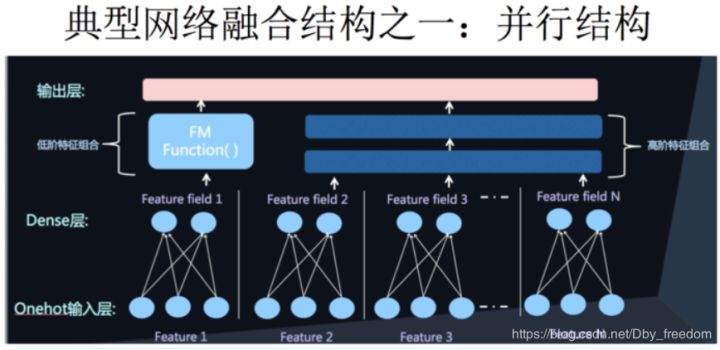 典型网络融合结构之一：并行结构
输出层:
低阶特征组合
FM
Function( )
高阶特征组合
Feature field 1
Feature field 2
Feature field 3
Feature field N
Dense层:
Onehot输入层:
Feature 1
Feature 2
Feature 3
https://blog.csdn.net/Dby_freedom